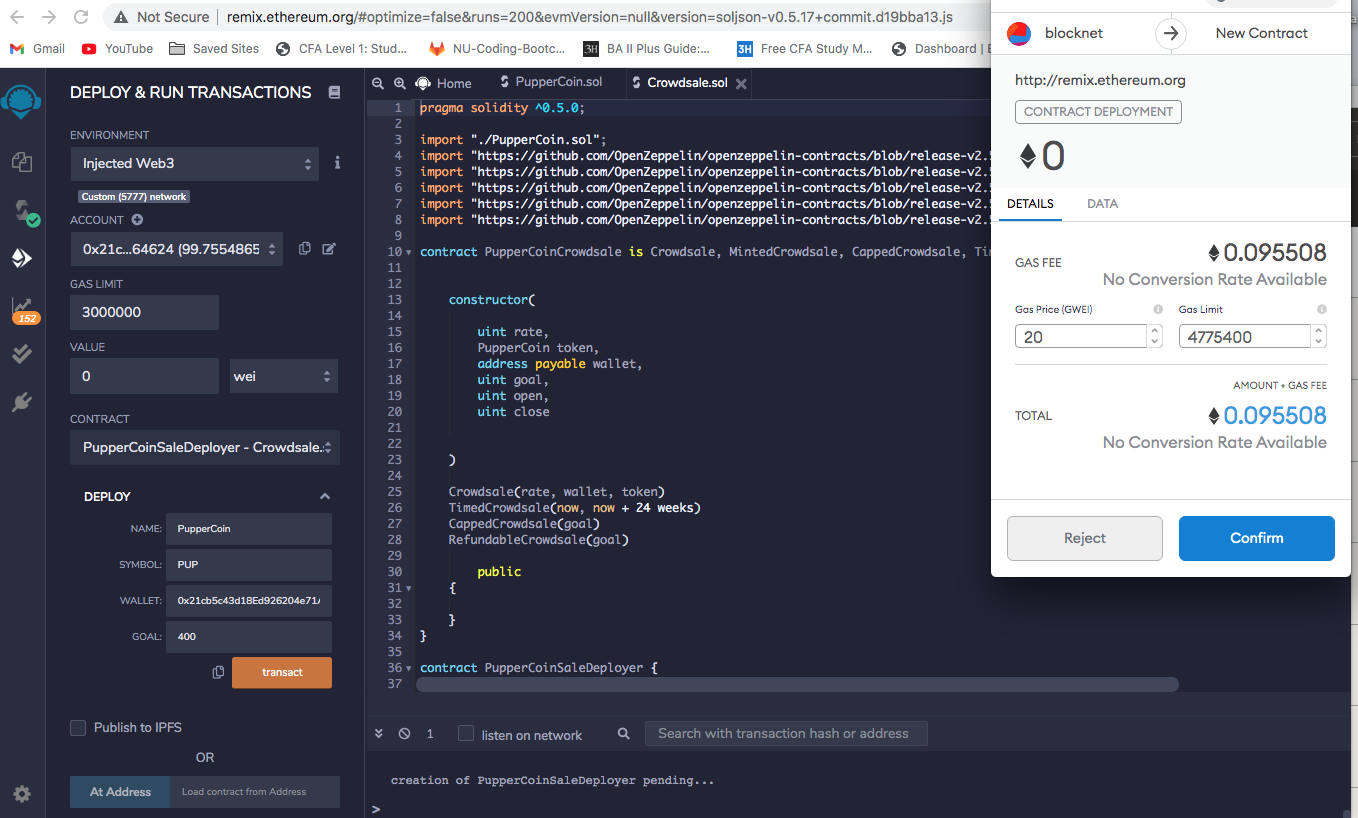 Not Secure | remix.ethereum.org/#optimize=false&runs=200&evmVersion=null&version=soljson-v0.5.17+commit.d19bba13.js
Gmail YouTube Saved Sites CFA Level 1: Stud... NU-Coding-Bootc... BA II Plus Guide:... Free CFA Study M... Dashboard |
DEPLOY & RUN TRANSACTIONS
ENVIRONMENT
Injected Web3
Custom (5777) network
ACCOUNT
0x21c...64624 (99.7554865
GAS LIMIT
3000000
VALUE
0 wei
CONTRACT
PupperCoinSaleDeployer - Crowdsale.
DEPLOY
NAME: PupperCoin
SYMBOL: PUP
WALLET: 0x21cb5c43d18Ed926204e71
GOAL: 400
transact
Publish to IPFS
OR
At Address Load contract from Address
152
Home PupperCoin.sol Crowdsale.sol
1 pragma solidity ^0.5.0;
2
3 import "./PupperCoin.sol";
4 import "https://github.com/OpenZeppelin/openzeppelin-contracts/blob/release-v2.
5 import "https://github.com/OpenZeppelin/openzeppelin-contracts/blob/release-v2.
6 import "https://github.com/OpenZeppelin/openzeppelin-contracts/blob/release-v2.
7 import "https://github.com/OpenZeppelin/openzeppelin-contracts/blob/release-v2.
8 import "https://github.com/OpenZeppelin/openzeppelin-contracts/blob/release-v2.
9
10 contract PupperCoinCrowdsale is Crowdsale, MintedCrowdsale, CappedCrowdsale, Ti
11
12
13 constructor(
14
15 uint rate,
16 PupperCoin token,
17 address payable wallet,
18 uint goal,
19 uint open,
20 uint close
21
22
23 )
24
25 Crowdsale(rate, wallet, token)
26 TimedCrowdsale(now, now + 24 weeks)
27 CappedCrowdsale(goal)
28 RefundableCrowdsale(goal)
29
30 public
31 {
32
33 }
34 }
35
36 contract PupperCoinSaleDeployer {
37
1 listen on network Search with transaction hash or address
creation of PupperCoinSaleDeployer pending...
>
blocknet New Contract
http://remix.ethereum.org
CONTRACT DEPLOYMENT
0
DETAILS DATA
GAS FEE 0.095508
No Conversion Rate Available
Gas Price (GWEI) Gas Limit
20 4775400
AMOUNT + GAS FEE
TOTAL 0.095508
No Conversion Rate Available
Reject Confirm